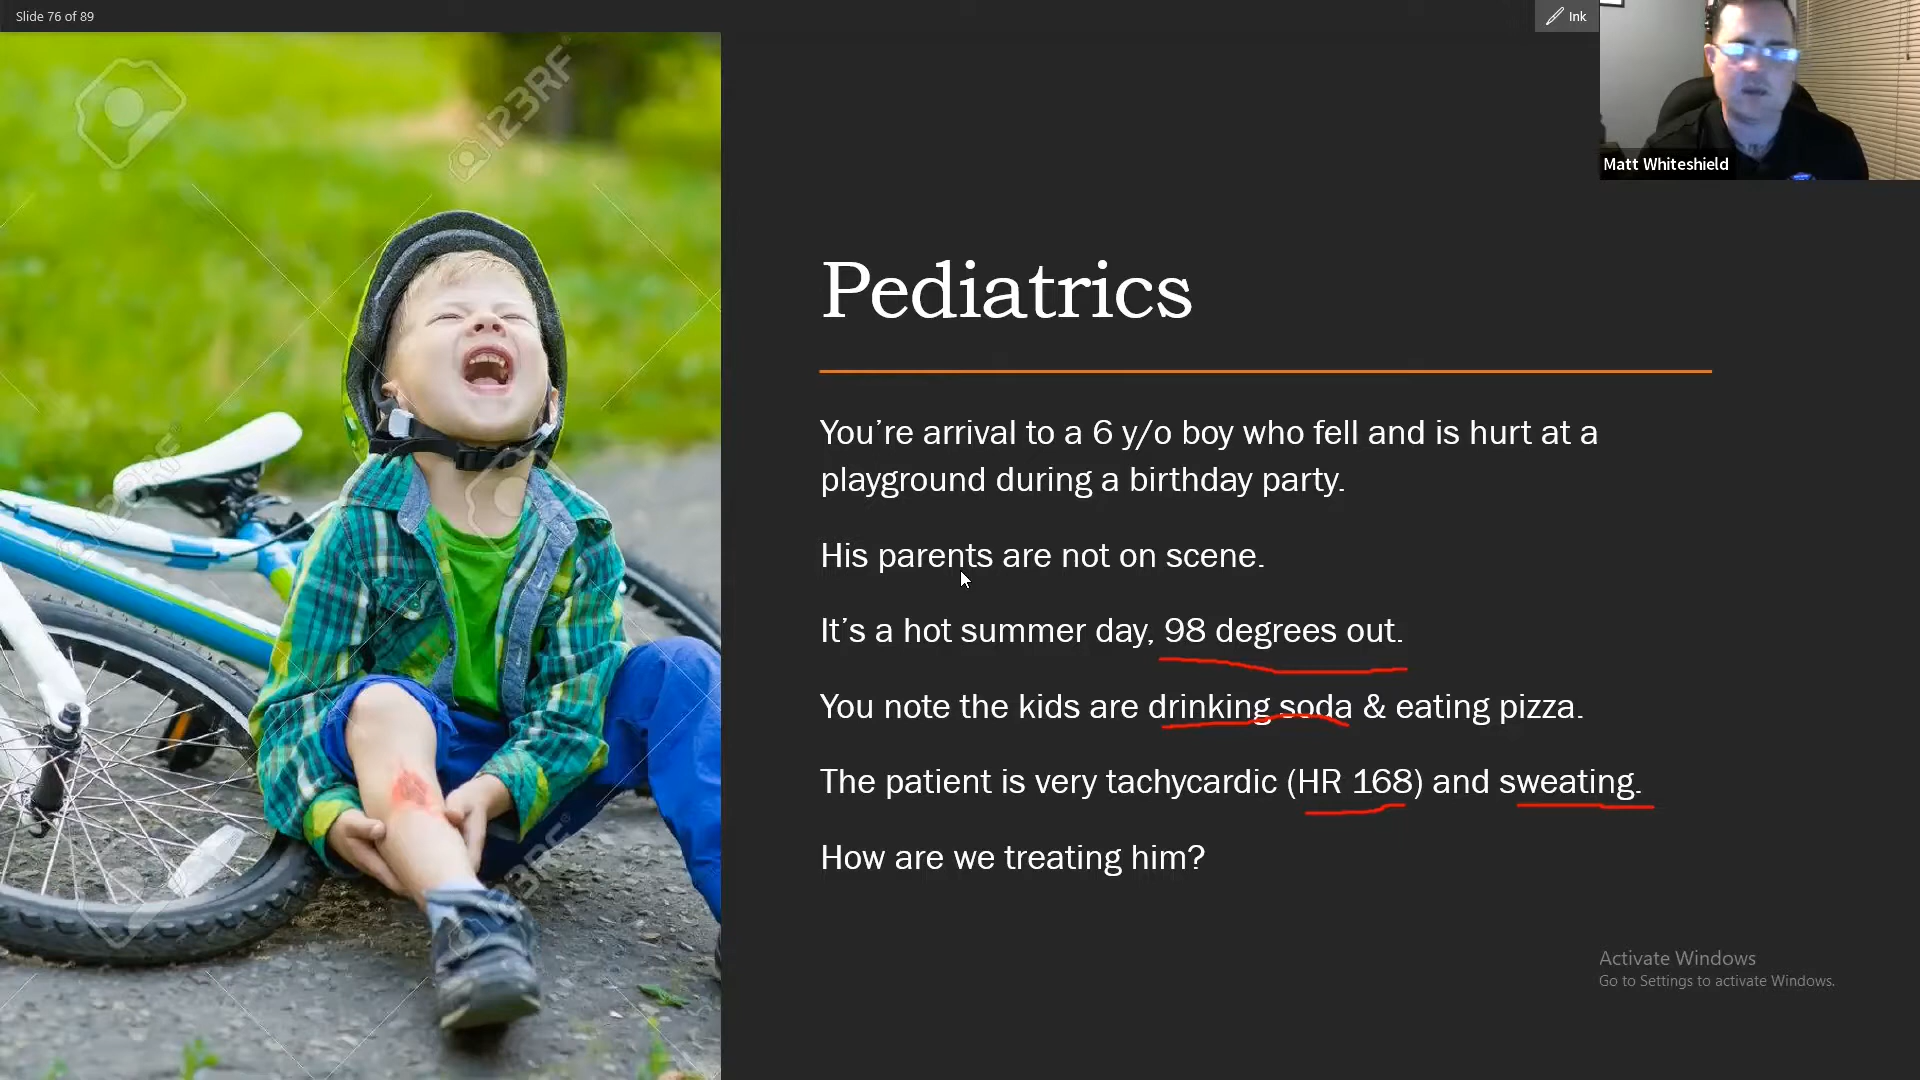 Slide 76 of 89
Ink
123RF
Matt Whiteshield
Pediatrics
You’re arrival to a 6 y/o boy who fell and is hurt at a
playground during a birthday party.
His parents are not on scene.
It’s a hot summer day, 98 degrees out.
You note the kids are drinking soda & eating pizza.
The patient is very tachycardic (HR 168) and sweating.
How are we treating him?
123RF
123RF
Activate Windows
Go to Settings to activate Windows.